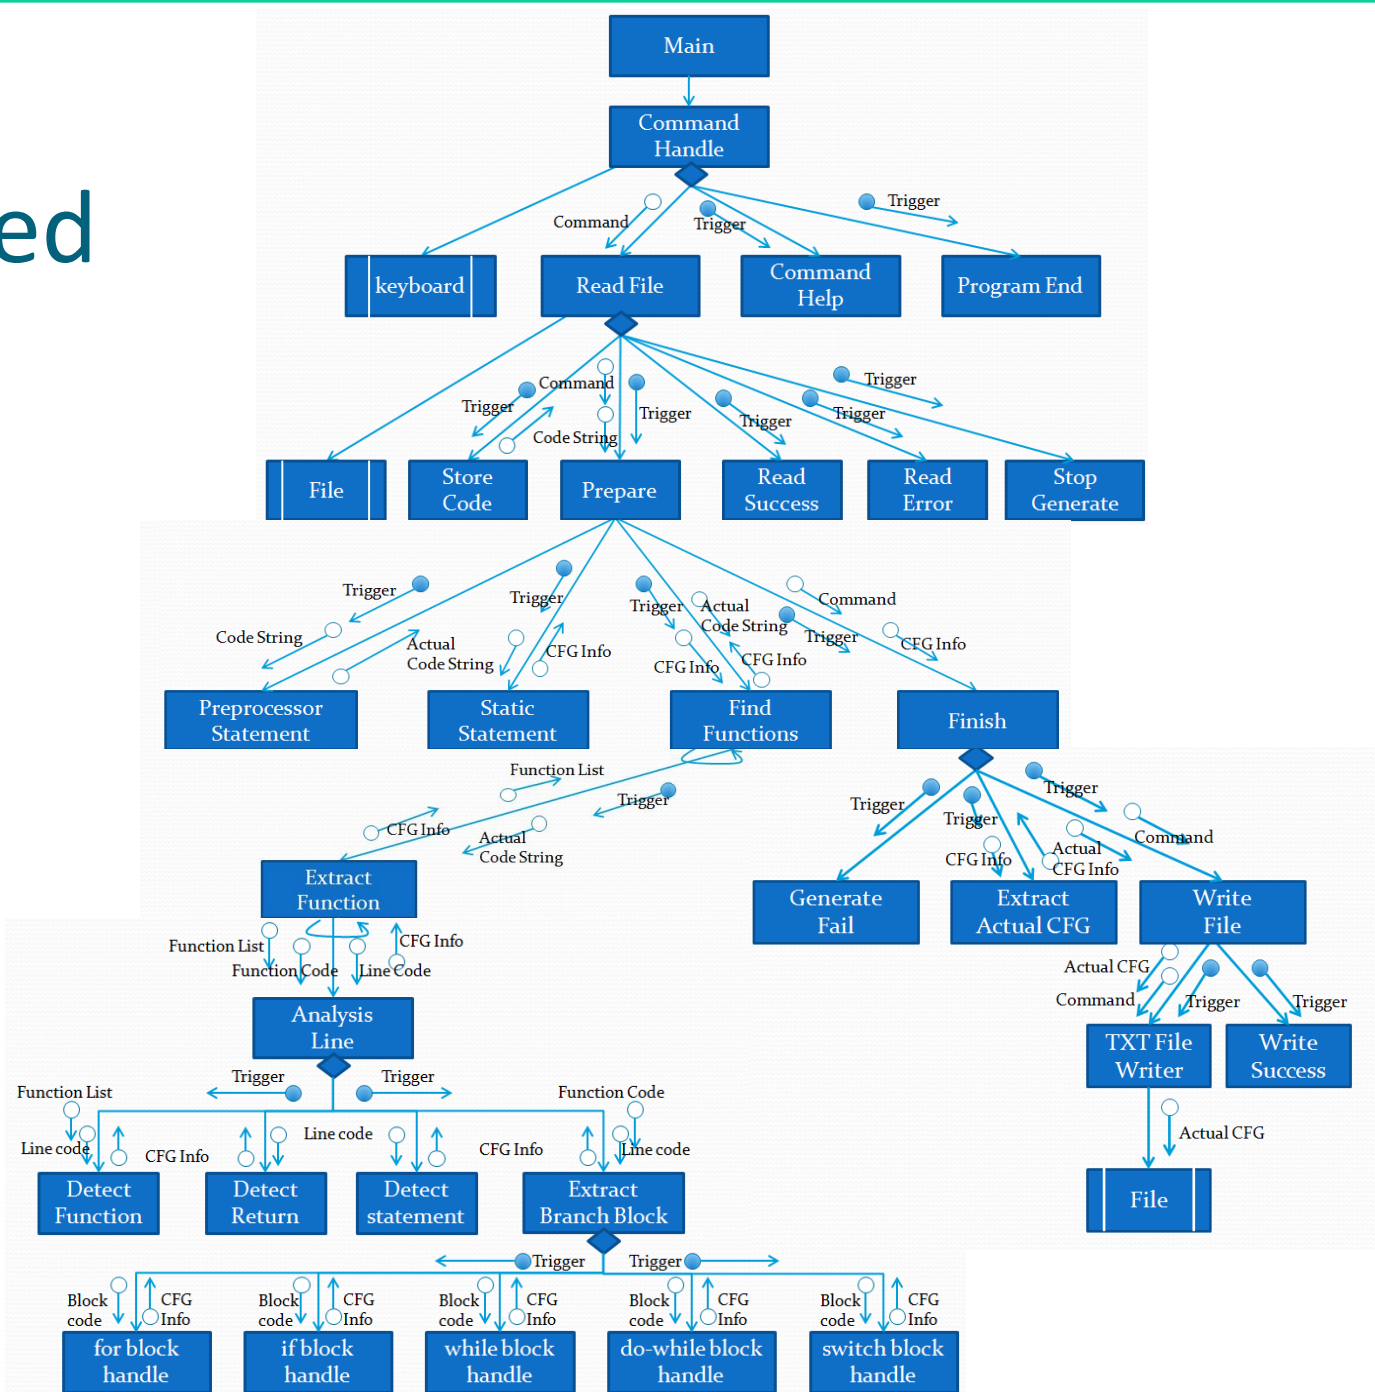 Main
ed
Command
Handle
Trigger
Command
Trigger
keyboard
Read File
Command
Help
Program End
Trigger
Command
Trigger
Trigger
Trigger
Trigger
Code String
File
Store
Code
Prepare
Read
Success
Read
Error
Stop
Generate
Trigger
Trigger
Trigger
Actual
Code String
Command
Code String
Trigger
Actual
Code String
CFG Info
CFG Info
CFG Info
CFG Info
Preprocessor
Statement
Static
Statement
Find
Functions
Finish
Function List
Trigger
CFG Info
Actual
Code String
Trigger
Trigger
Trigger
Command
CFG Info
Actual
CFG Info
Extract
Function
Generate
Fail
Extract
Actual CFG
Write
File
Function List
Function Code
Line Code
CFG Info
Actual CFG
Command
Trigger
Trigger
Analysis
Line
TXT File
Writer
Write
Success
Trigger
Trigger
Function List
Function Code
Line code
CFG Info
Line code
CFG Info
Line code
Actual CFG
Detect
Function
Detect
Return
Detect
statement
Extract
Branch Block
File
Trigger
Trigger
Block
code
CFG
Info
Block
code
CFG
Info
Block
code
CFG
Info
Block
code
CFG
Info
Block
code
CFG
Info
for block
handle
if block
handle
while block
handle
do-while block
handle
switch block
handle